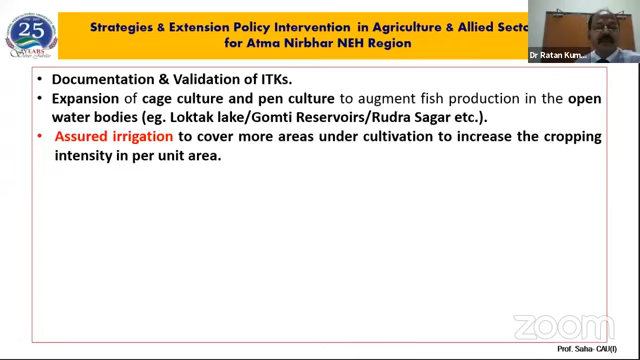 25
YEARS
Strategies & Extension Policy Intervention in Agriculture & Allied Secto
for Atma Nirbhar NEH Region
Dr Ratan Kum...
• Documentation & Validation of ITKs.
• Expansion of cage culture and pen culture to augment fish production in the open
water bodies (eg. Loktak lake/Gomti Reservoirs/Rudra Sagar etc.).
• Assured irrigation to cover more areas under cultivation to increase the cropping
intensity in per unit area.
zoom
Prof. Saha- CAU(I)